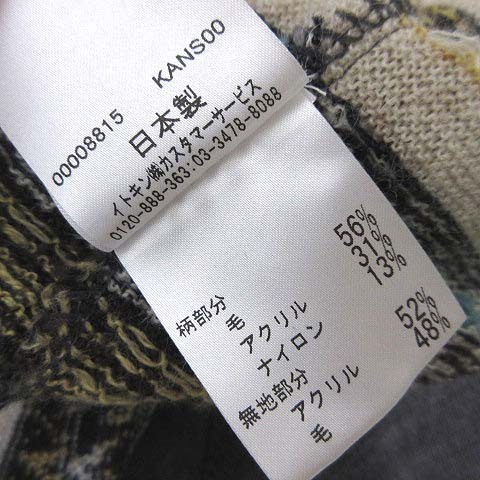 00008815 KANS00
日本製
イトキン㈱カスタマーサービス
0120-888-363:03-3478-8088
柄部分
毛 56%
アクリル 31%
ナイロン 13%
無地部分
アクリル 52%
毛 48%